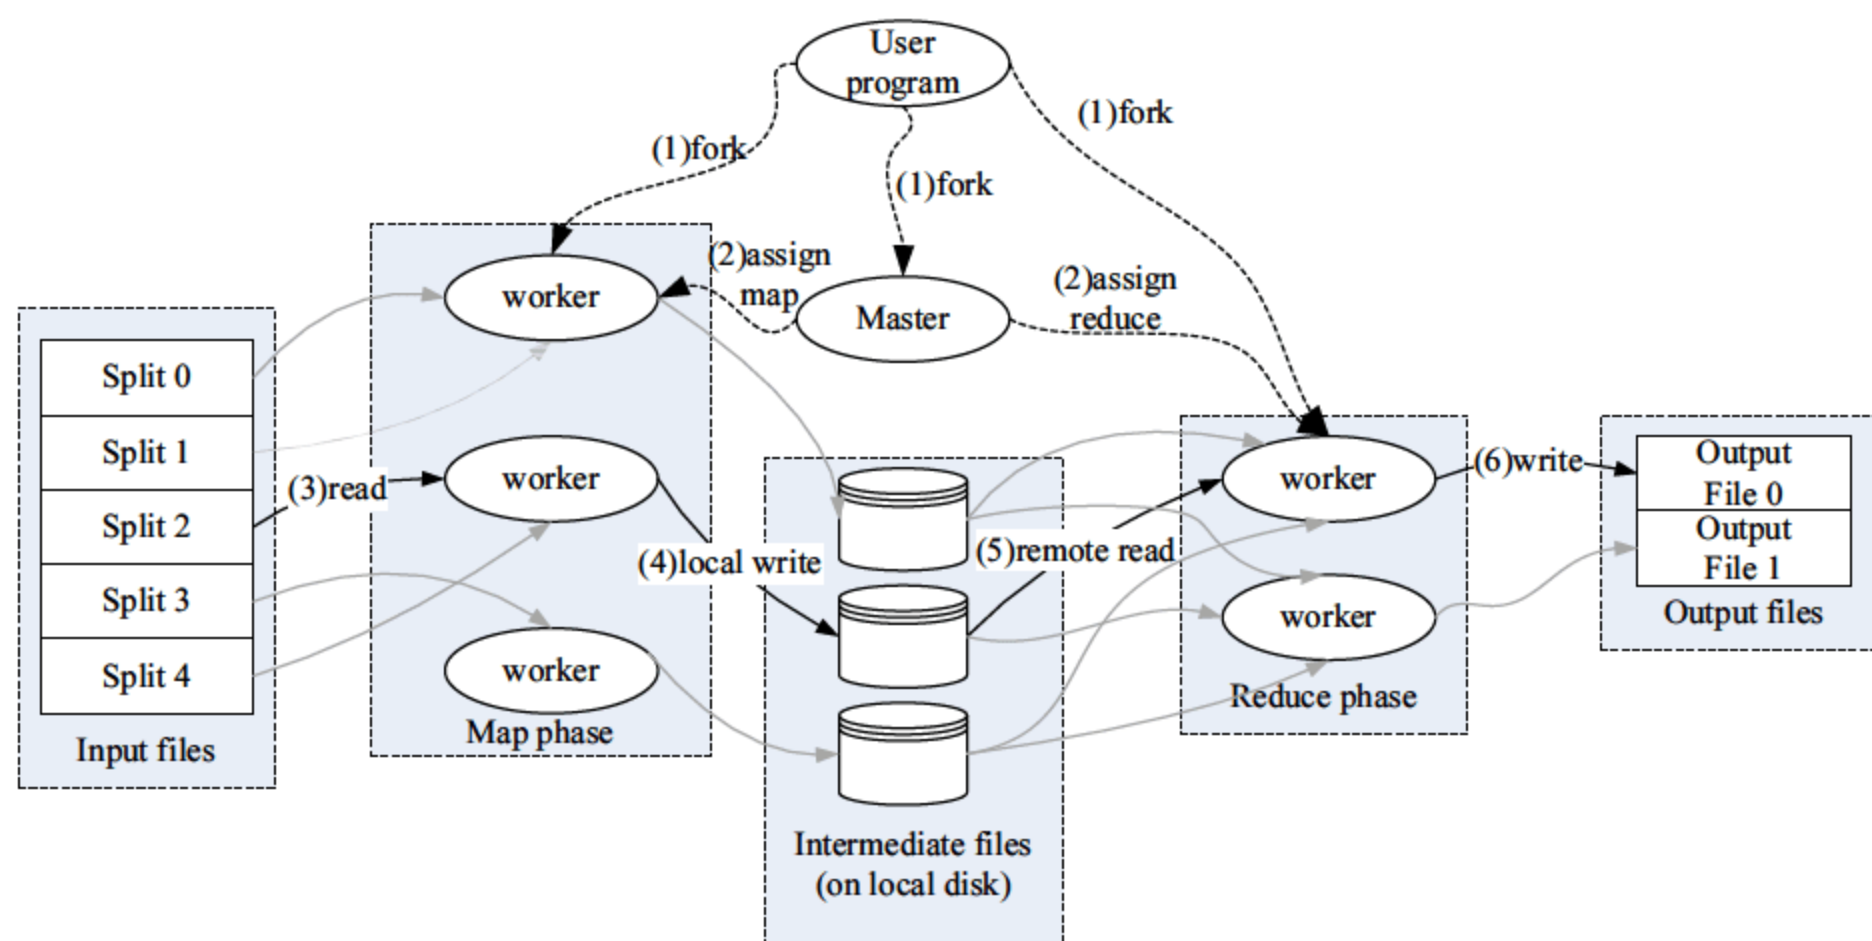 User
program
(1)fork
(1)fork
(1)fork
(2)assign
map
Master
(2)assign
reduce
worker
worker
worker
Map phase
Split 0
Split 1
Split 2
Split 3
Split 4
Input files
(3)read
(4)local write
(5)remote read
Intermediate files
(on local disk)
worker
worker
Reduce phase
(6)write
Output
File 0
Output
File 1
Output files